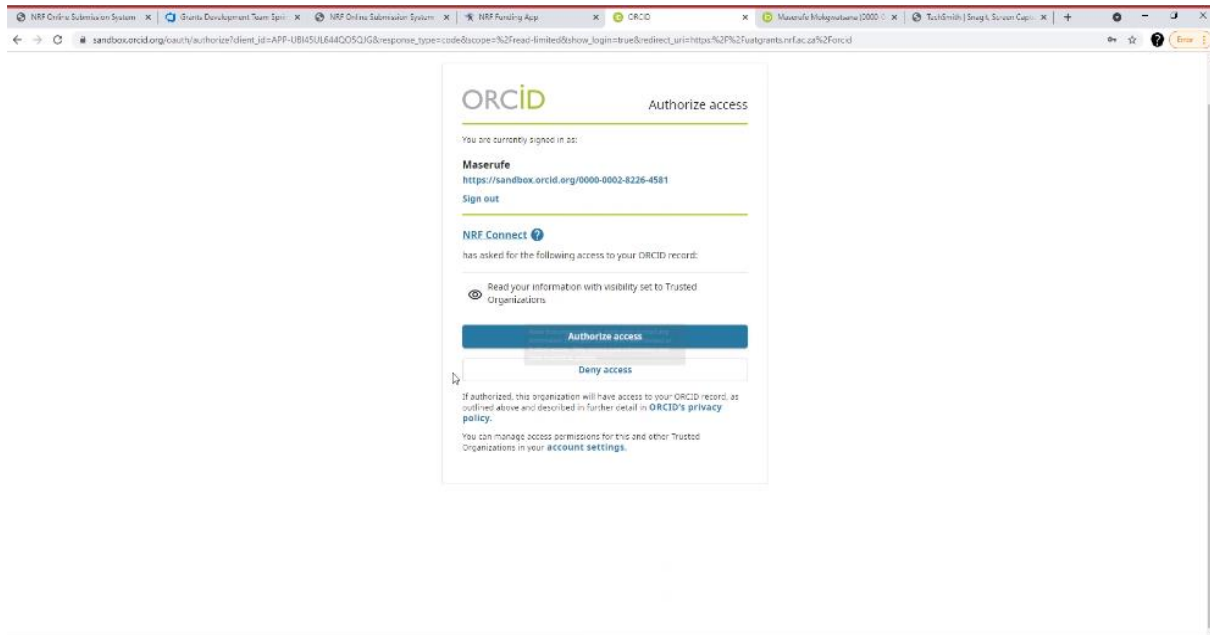 NRF Online Submission System
Grants Development Team Sprin
NRF Online Submission System
NRF Funding App
ORCID
TechSmith | Snagit, Screen Captu
sandbox.orcid.org/oauth/authorize?client_id=APP-UBI45UL644QO5QJG&response_type=code&scope=%2Fread-limited&show_login=true&redirect_uri=https:%2F%2Fuatgrants.nrf.ac.za%2Forcid
Error
ORCID
Authorize access
You are currently signed in as:
Maserufe
https://sandbox.orcid.org/0000-0002-8226-4581
Sign out
NRF Connect ?
has asked for the following access to your ORCID record:
Read your information with visibility set to Trusted
Organizations
Authorize access
Deny access
If authorized, this organization will have access to your ORCID record, as
outlined above and described in further detail in ORCID's privacy
policy.
You can manage access permissions for this and other Trusted
Organizations in your account settings.